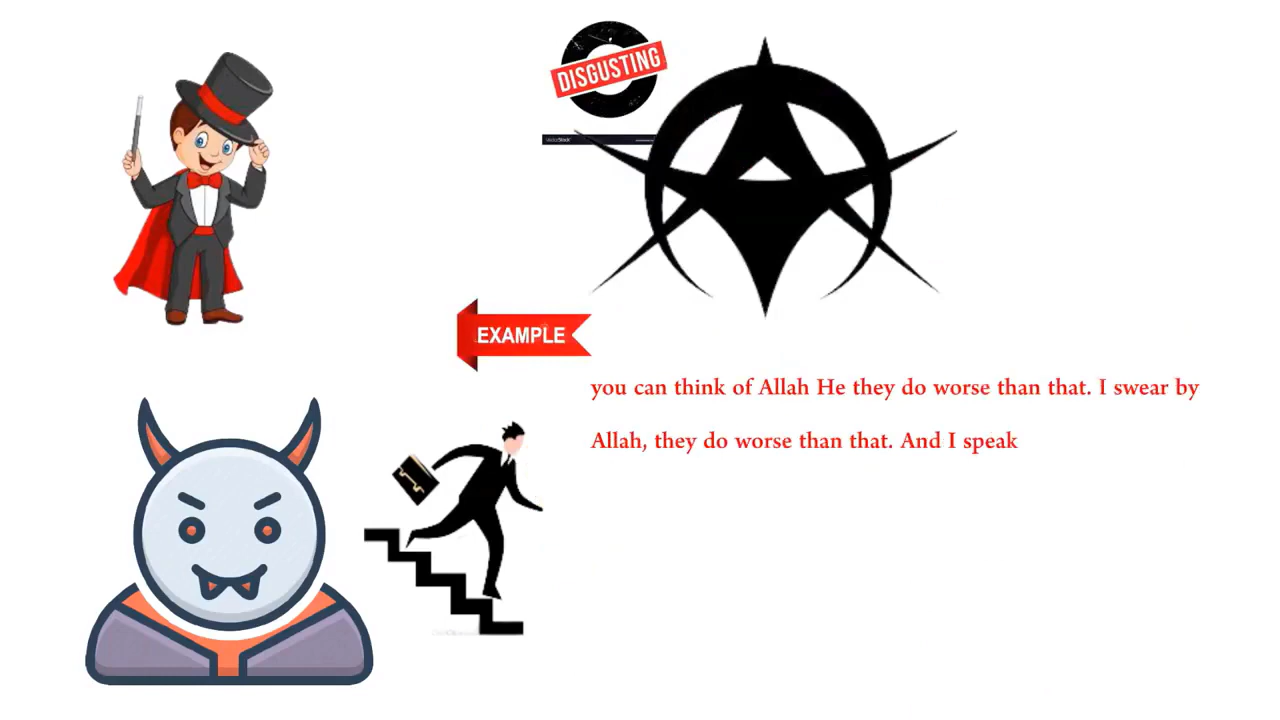 DISGUSTING
VectorStock
EXAMPLE
you can think of Allah He they do worse than that. I swear by
Allah, they do worse than that. And I speak